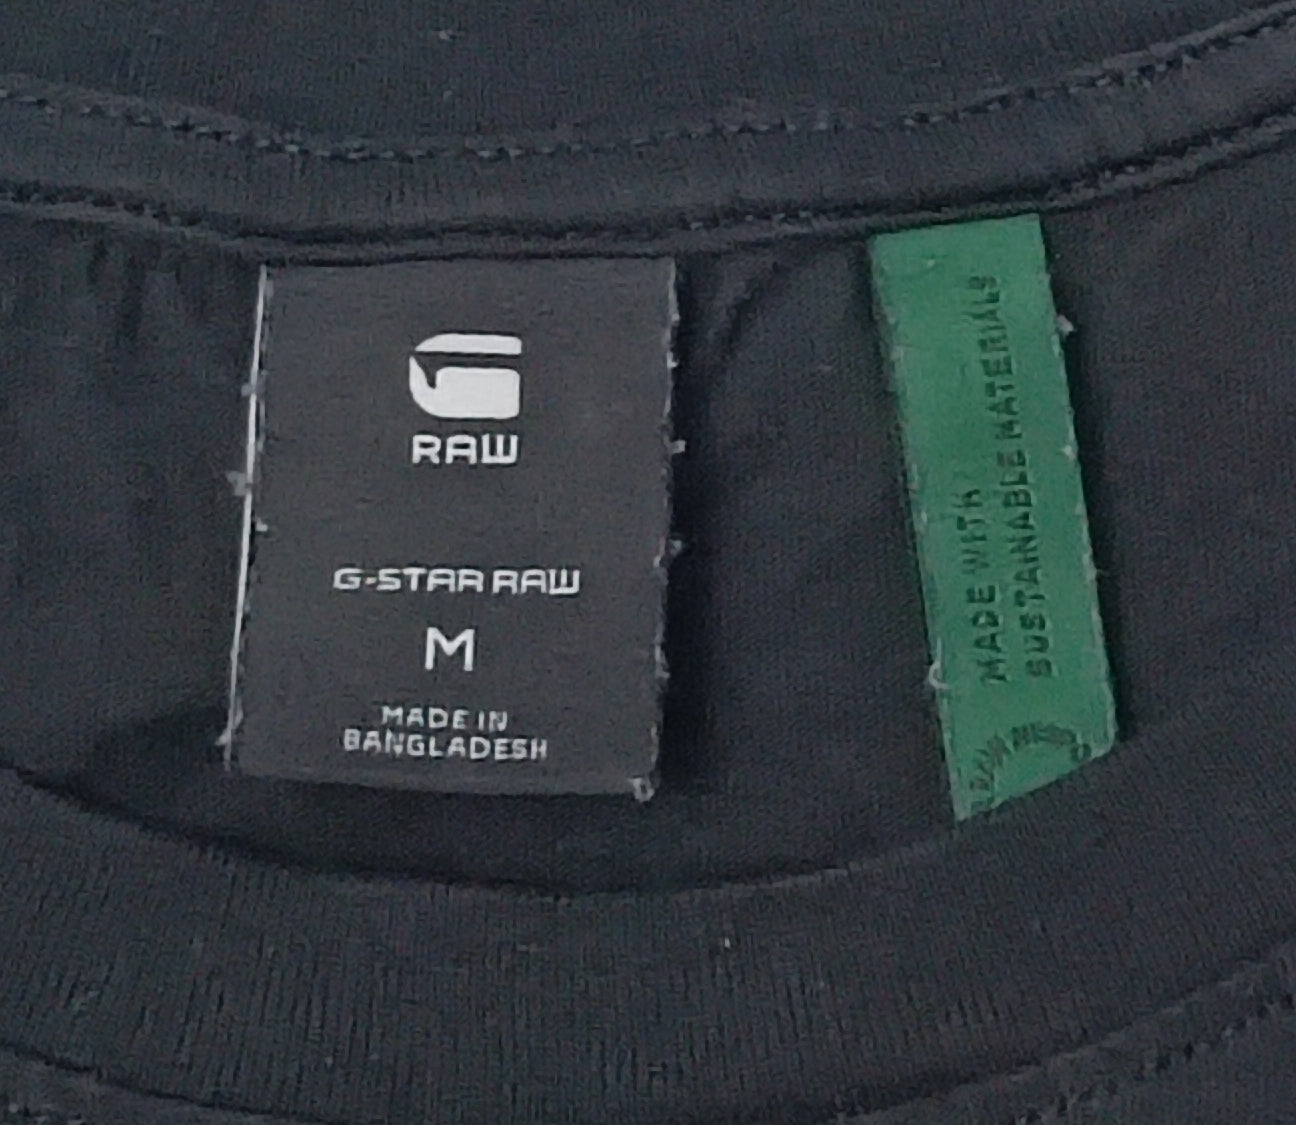 RAW
G-STAR RAW
M
MADE IN
BANGLADESH
MADE WITH
SUSTAINABLE MATERIALS